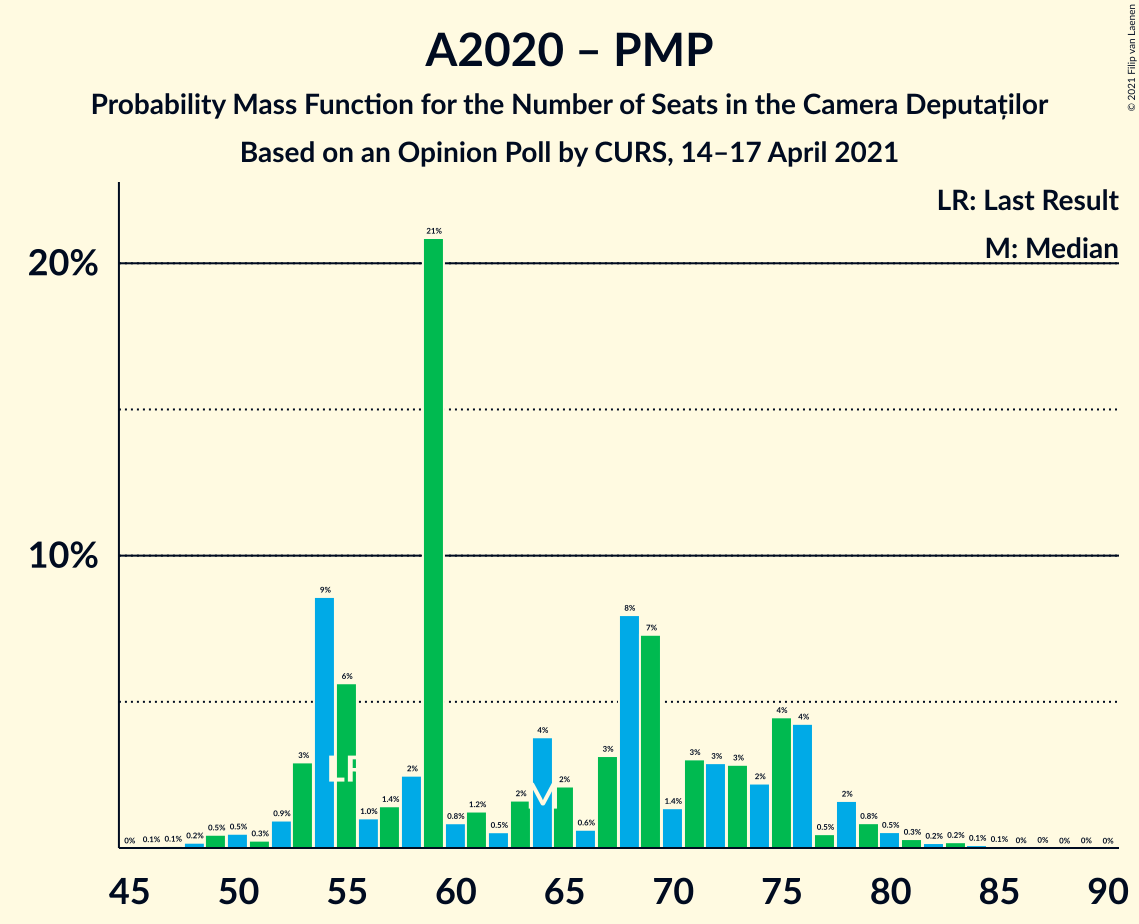 © 2021 Filip van Laenen
A2020 – PMP
Probability Mass Function for the Number of Seats in the Camera Deputaților
Based on an Opinion Poll by CURS, 14–17 April 2021
LR: Last Result
M: Median
20%
10%
0% 0.1% 0.1% 0.2% 0.5% 0.5% 0.3% 0.9% 3% 9% 6% 1.0% 1.4% 2% 21% 0.8% 1.2% 0.5% 2% 4% 2% 0.6% 3% 8% 7% 1.4% 3% 3% 3% 2% 4% 4% 0.5% 2% 0.8% 0.5% 0.3% 0.2% 0.2% 0.1% 0.1% 0% 0% 0% 0% 0%
LR
M
45 50 55 60 65 70 75 80 85 90